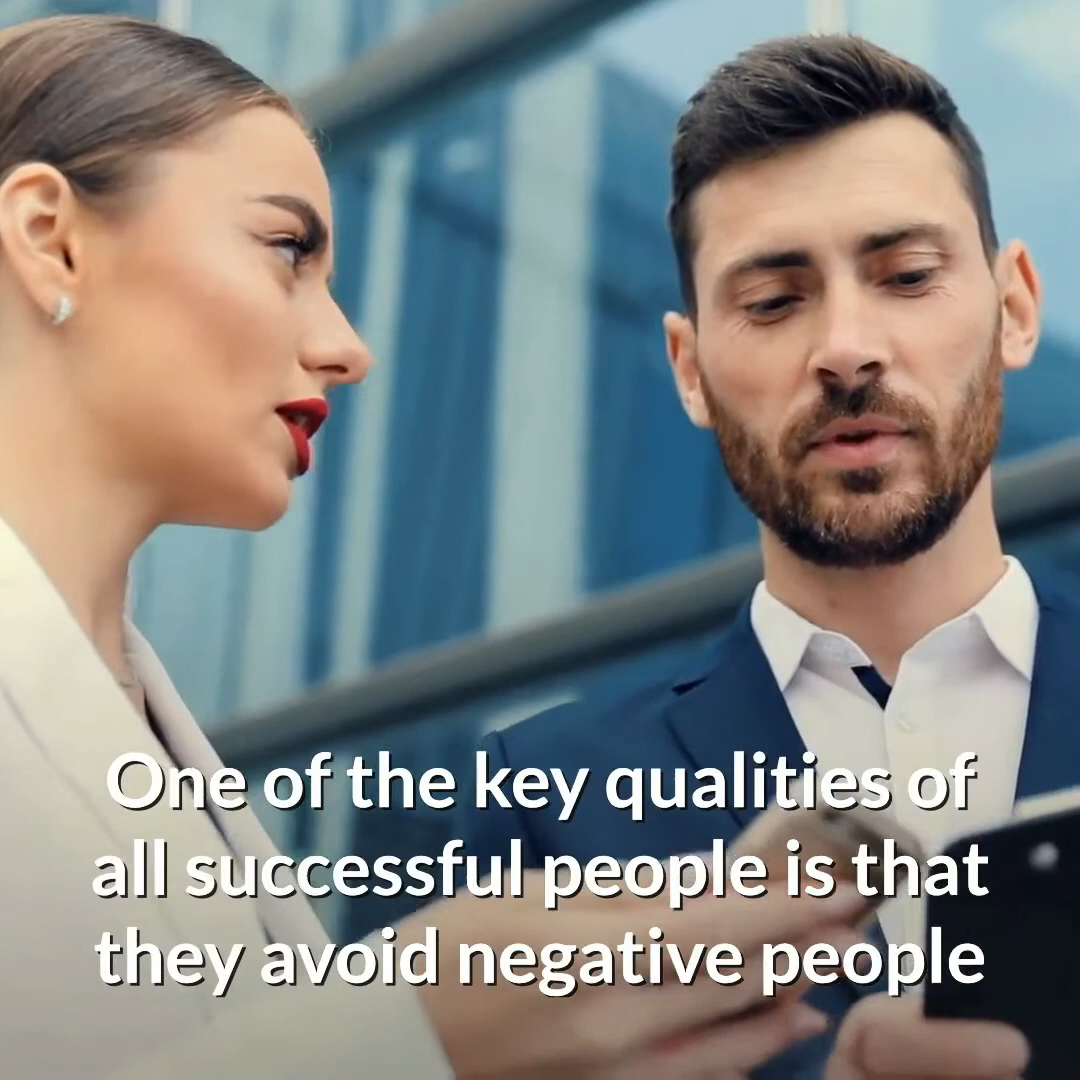 One of the key qualities of
all successful people is that
they avoid negative people